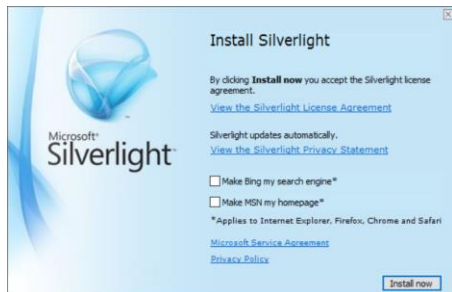 Install Silverlight
By clicking Install now you accept the Silverlight license
agreement.
View the Silverlight License Agreement
Microsoft®
Silverlight™
Silverlight updates automatically.
View the Silverlight Privacy Statement
Make Bing my search engine*
Make MSN my homepage*
*Applies to Internet Explorer, Firefox, Chrome and Safari
Microsoft Service Agreement
Privacy Policy
Install now